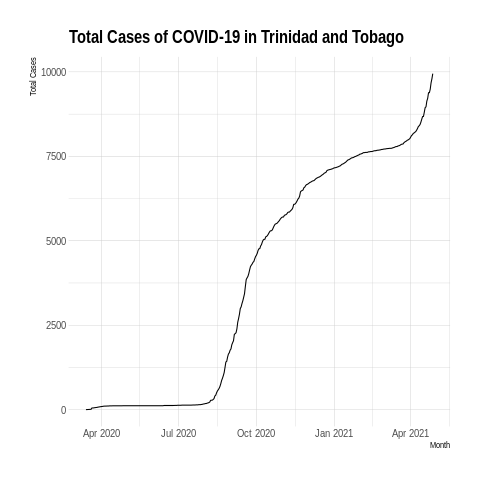 Total Cases of COVID-19 in Trinidad and Tobago
Total Cases
10000
7500
5000
2500
0
Apr 2020
Jul 2020
Oct 2020
Jan 2021
Apr 2021
Month